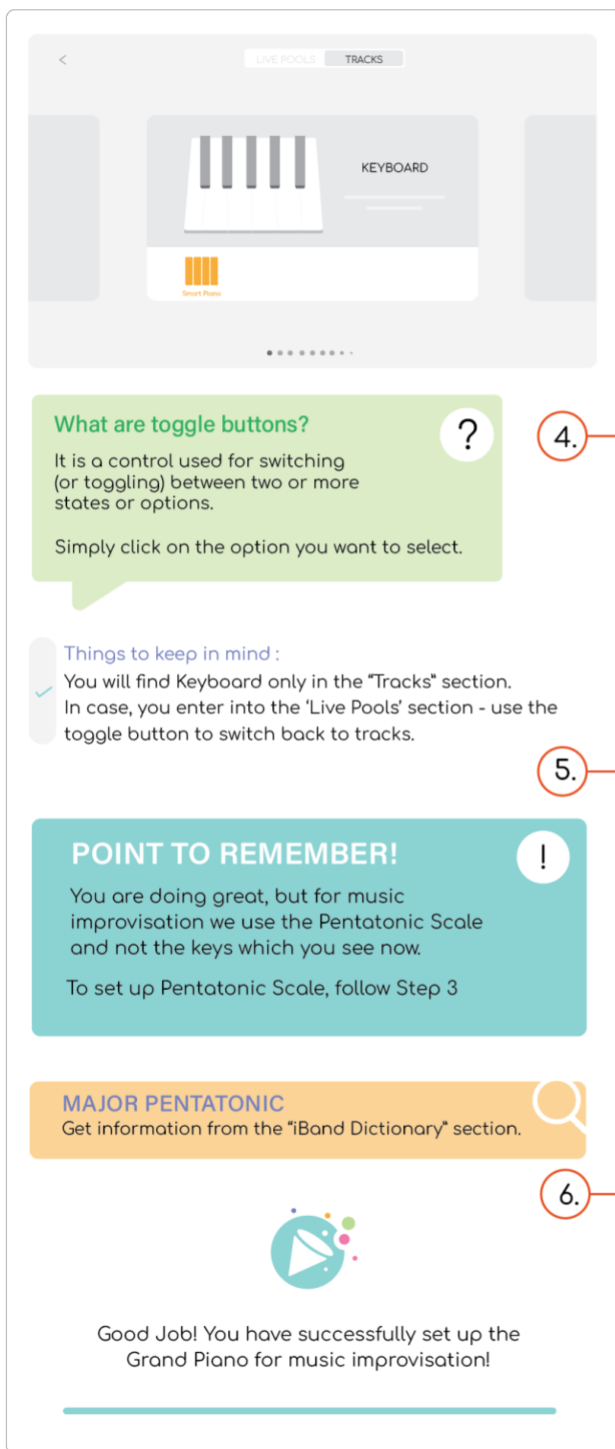 <
LIVE POOLS TRACKS
KEYBOARD
Smart Piano
What are toggle buttons?
?
4.
It is a control used for switching
(or toggling) between two or more
states or options.
Simply click on the option you want to select.
Things to keep in mind :
You will find Keyboard only in the “Tracks” section.
In case, you enter into the ‘Live Pools’ section - use the
toggle button to switch back to tracks.
5.
POINT TO REMEMBER!
!
You are doing great, but for music
improvisation we use the Pentatonic Scale
and not the keys which you see now.
To set up Pentatonic Scale, follow Step 3
MAJOR PENTATONIC
Get information from the “iBand Dictionary” section.
6.
Good Job! You have successfully set up the
Grand Piano for music improvisation!